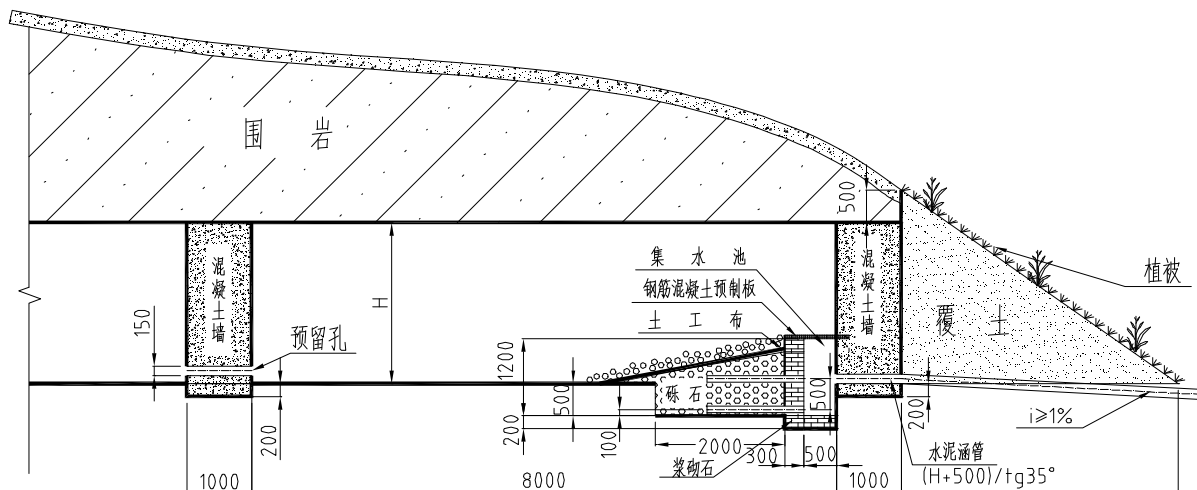 围 岩
500
混凝土墙
混凝土墙
集 水 池
钢筋混凝土预制板
土 工 布
植被
覆 土
150
预留孔
H
1200
砾 石
500
500
200
200
100
200
2000
i≥1%
浆砌石
300
500
水泥涵管
1000
8000
1000
(H+500)/tg35°